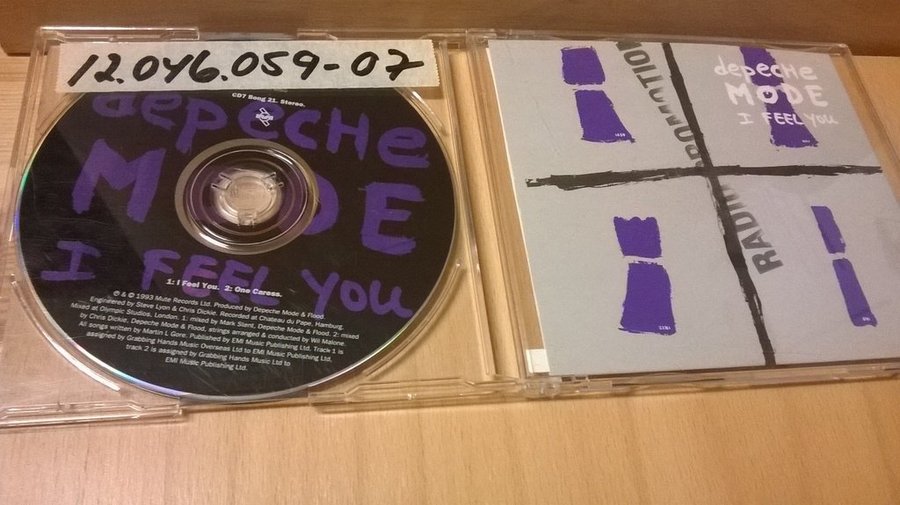 12.046.059-07
CD7 Bong 21. Stereo.
depecHe
MODE
I FEEL YOU
1: I Feel You. 2: One Caress.
℗ & © 1993 Mute Records Ltd. Produced by Depeche Mode & Flood.
Engineered by Steve Lyon & Chris Dickie. Recorded at Chateau du Pape, Hamburg.
Mixed at Olympic Studios, London. 1: mixed by Mark Stent, Depeche Mode & Flood. 2: mixed
by Chris Dickie. Depeche Mode & Flood, strings arranged & conducted by Wil Malone.
All songs written by Martin L Gore. Published by EMI Music Publishing Ltd. Track 1 is
assigned by Grabbing Hands Music Overseas Ltd to EMI Music Publishing Ltd,
track 2 is assigned by Grabbing Hands Music Ltd to
EMI Music Publishing Ltd.
depecHe
MODE
I FEEL YOU